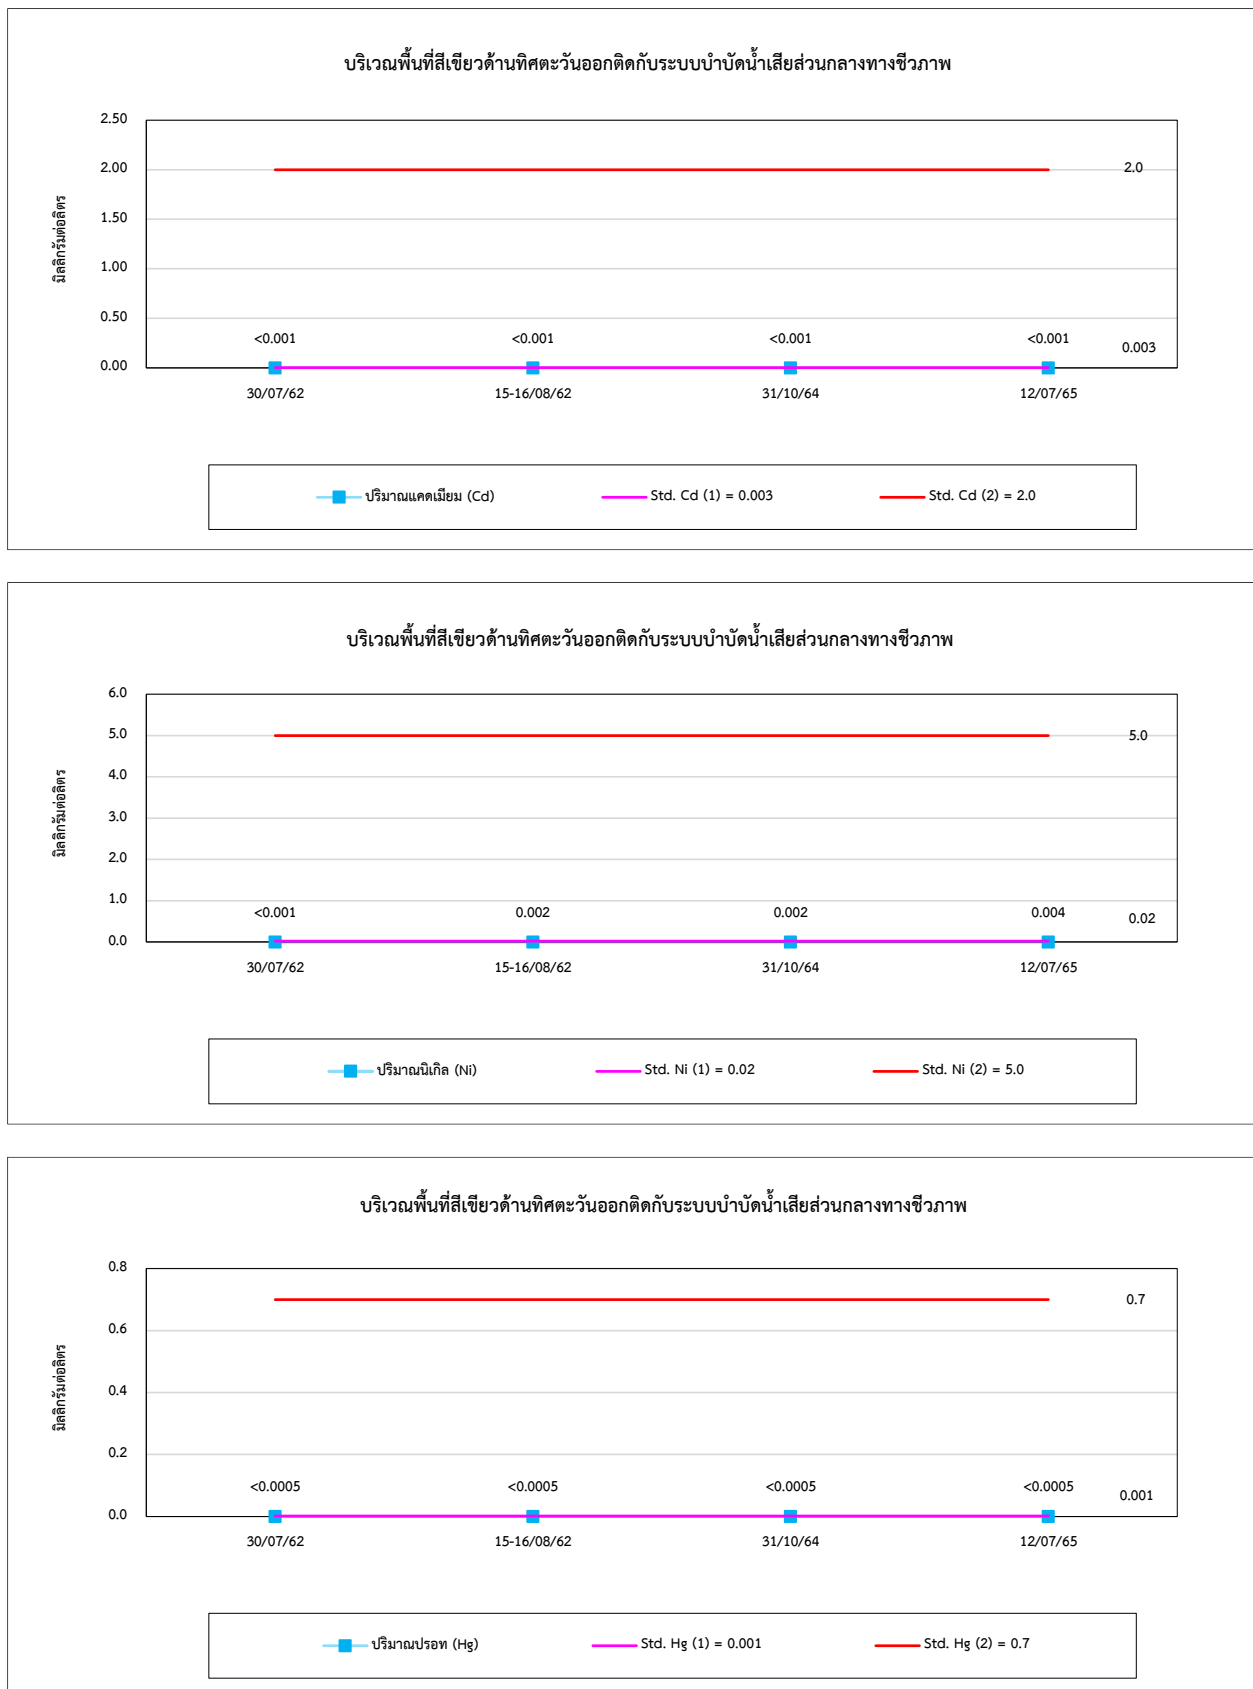 บริเวณพื้นที่สีเขียวด้านทิศตะวันออกติดกับระบบบำบัดน้ำเสียส่วนกลางทางชีวภาพ
มิลลิกรัมต่อลิตร
2.50
2.00
1.50
1.00
0.50
0.00
2.0
<0.001 <0.001 <0.001 <0.001 0.003
30/07/62 15-16/08/62 31/10/64 12/07/65
ปริมาณแคดเมียม (Cd) Std. Cd (1) = 0.003 Std. Cd (2) = 2.0
บริเวณพื้นที่สีเขียวด้านทิศตะวันออกติดกับระบบบำบัดน้ำเสียส่วนกลางทางชีวภาพ
มิลลิกรัมต่อลิตร
6.0
5.0
4.0
3.0
2.0
1.0
0.0
5.0
<0.001 0.002 0.002 0.004 0.02
30/07/62 15-16/08/62 31/10/64 12/07/65
ปริมาณนิเกิล (Ni) Std. Ni (1) = 0.02 Std. Ni (2) = 5.0
บริเวณพื้นที่สีเขียวด้านทิศตะวันออกติดกับระบบบำบัดน้ำเสียส่วนกลางทางชีวภาพ
มิลลิกรัมต่อลิตร
0.8
0.6
0.4
0.2
0.0
0.7
<0.0005 <0.0005 <0.0005 <0.0005 0.001
30/07/62 15-16/08/62 31/10/64 12/07/65
ปริมาณปรอท (Hg) Std. Hg (1) = 0.001 Std. Hg (2) = 0.7